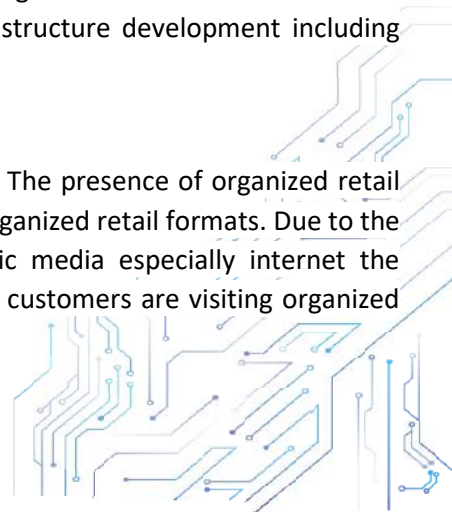 structure development including
The presence of organized retail
organized retail formats. Due to the
ic media especially internet the
customers are visiting organized